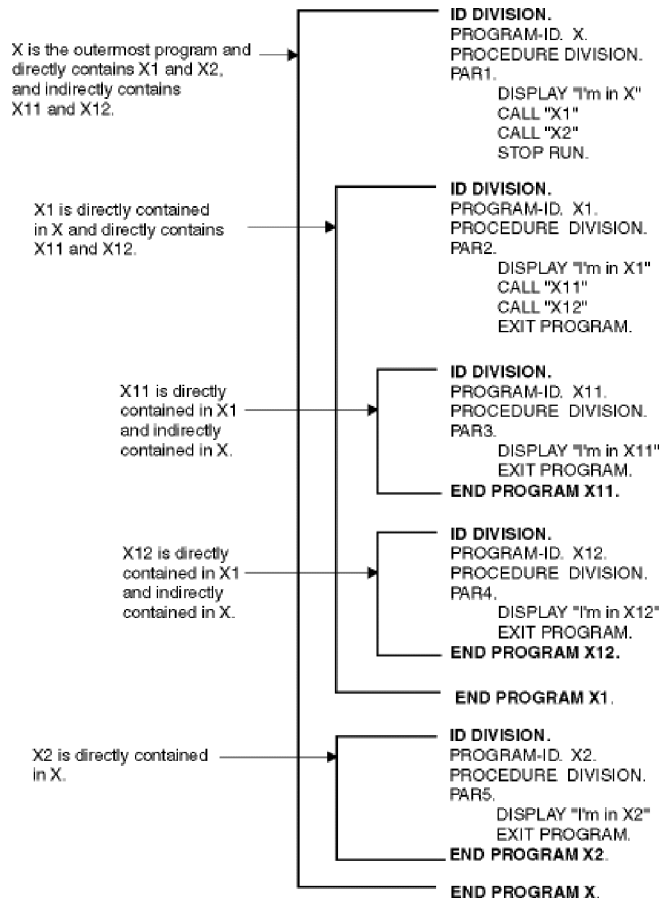 ID DIVISION.
PROGRAM-ID. X.
PROCEDURE DIVISION.
PAR1.
DISPLAY "I'm in X"
CALL "X1"
CALL "X2"
STOP RUN.
X is the outermost program and
directly contains X1 and X2,
and indirectly contains
X11 and X12.
ID DIVISION.
PROGRAM-ID. X1.
PROCEDURE DIVISION.
PAR2.
DISPLAY "I'm in X1"
CALL "X11"
CALL "X12"
EXIT PROGRAM.
X1 is directly contained
in X and directly contains
X11 and X12.
ID DIVISION.
PROGRAM-ID. X11.
PROCEDURE DIVISION.
PAR3.
DISPLAY "I'm in X11"
EXIT PROGRAM.
END PROGRAM X11.
X11 is directly
contained in X1
and indirectly
contained in X.
ID DIVISION.
PROGRAM-ID. X12.
PROCEDURE DIVISION.
PAR4.
DISPLAY "I'm in X12"
EXIT PROGRAM.
END PROGRAM X12.
X12 is directly
contained in X1
and indirectly
contained in X.
END PROGRAM X1.
ID DIVISION.
PROGRAM-ID. X2.
PROCEDURE DIVISION.
PAR5.
DISPLAY "I'm in X2"
EXIT PROGRAM.
END PROGRAM X2.
X2 is directly contained
in X.
END PROGRAM X.